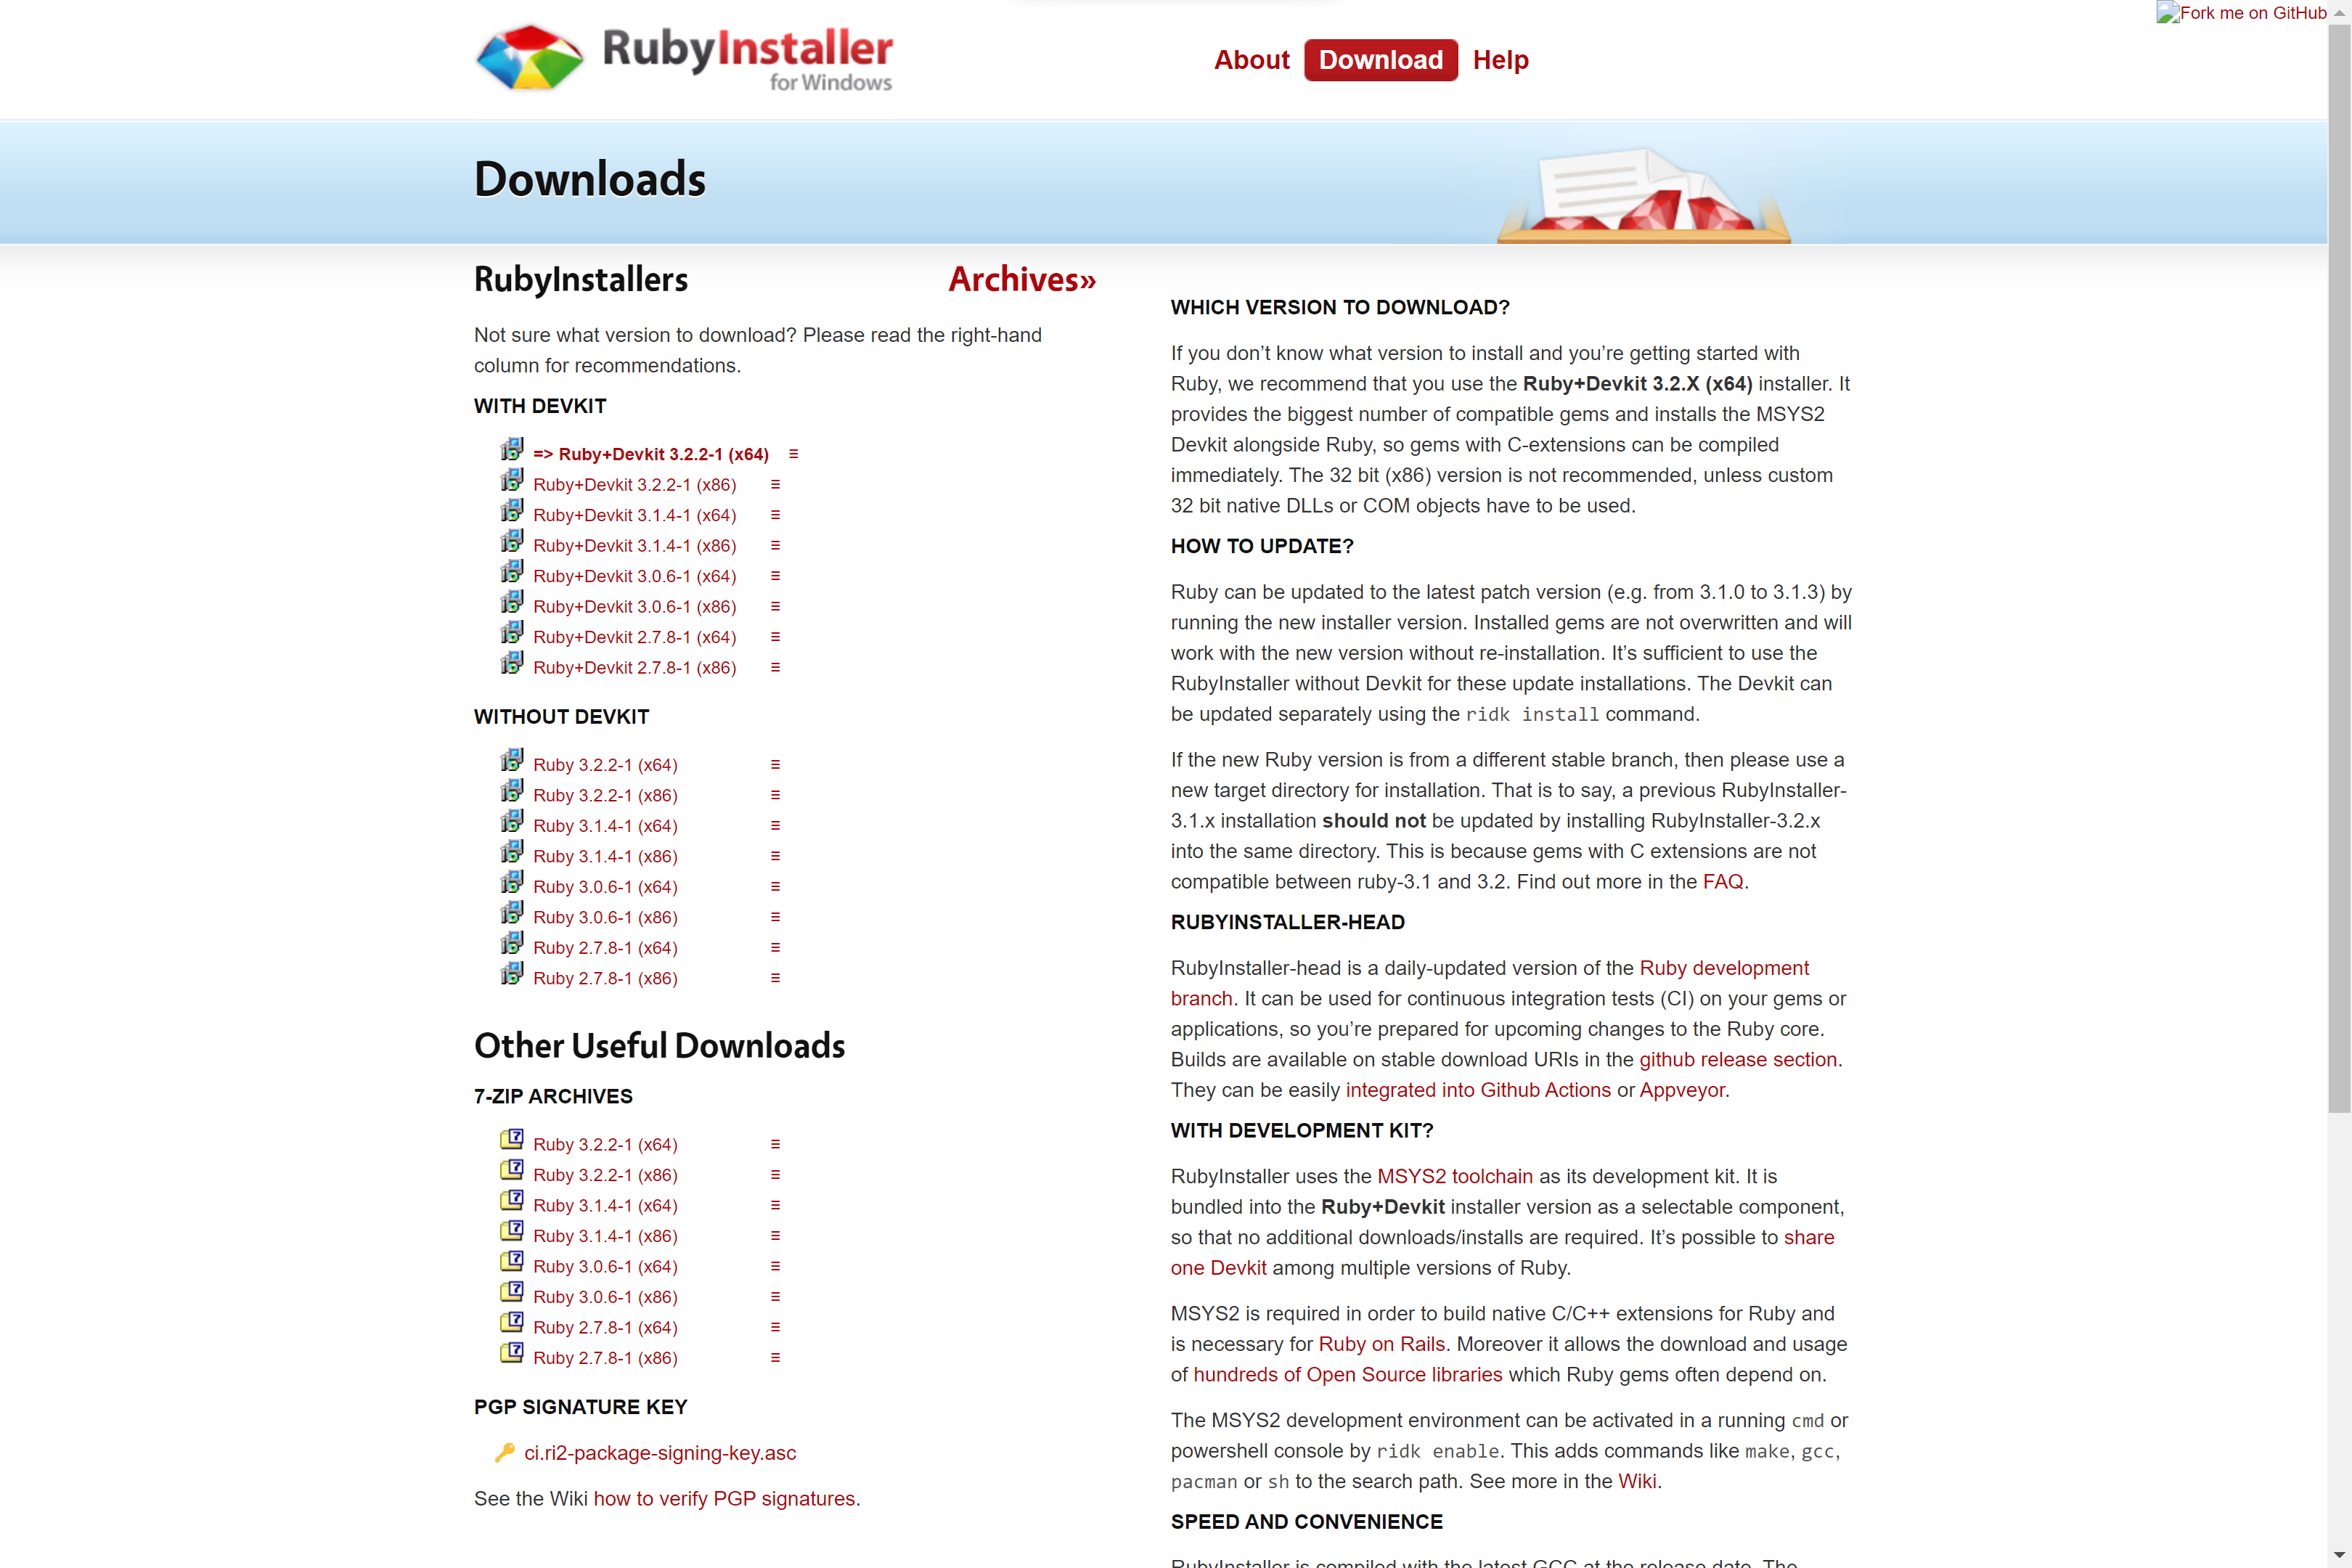 RubyInstaller
for Windows
About Download Help
Fork me on GitHub
Downloads
RubyInstallers
Archives»
Not sure what version to download? Please read the right-hand
column for recommendations.
WITH DEVKIT
=> Ruby+Devkit 3.2.2-1 (x64) ≡
Ruby+Devkit 3.2.2-1 (x86) ≡
Ruby+Devkit 3.1.4-1 (x64) ≡
Ruby+Devkit 3.1.4-1 (x86) ≡
Ruby+Devkit 3.0.6-1 (x64) ≡
Ruby+Devkit 3.0.6-1 (x86) ≡
Ruby+Devkit 2.7.8-1 (x64) ≡
Ruby+Devkit 2.7.8-1 (x86) ≡
WITHOUT DEVKIT
Ruby 3.2.2-1 (x64) ≡
Ruby 3.2.2-1 (x86) ≡
Ruby 3.1.4-1 (x64) ≡
Ruby 3.1.4-1 (x86) ≡
Ruby 3.0.6-1 (x64) ≡
Ruby 3.0.6-1 (x86) ≡
Ruby 2.7.8-1 (x64) ≡
Ruby 2.7.8-1 (x86) ≡
Other Useful Downloads
7-ZIP ARCHIVES
Ruby 3.2.2-1 (x64) ≡
Ruby 3.2.2-1 (x86) ≡
Ruby 3.1.4-1 (x64) ≡
Ruby 3.1.4-1 (x86) ≡
Ruby 3.0.6-1 (x64) ≡
Ruby 3.0.6-1 (x86) ≡
Ruby 2.7.8-1 (x64) ≡
Ruby 2.7.8-1 (x86) ≡
PGP SIGNATURE KEY
ci.ri2-package-signing-key.asc
See the Wiki how to verify PGP signatures.
WHICH VERSION TO DOWNLOAD?
If you don’t know what version to install and you’re getting started with
Ruby, we recommend that you use the Ruby+Devkit 3.2.X (x64) installer. It
provides the biggest number of compatible gems and installs the MSYS2
Devkit alongside Ruby, so gems with C-extensions can be compiled
immediately. The 32 bit (x86) version is not recommended, unless custom
32 bit native DLLs or COM objects have to be used.
HOW TO UPDATE?
Ruby can be updated to the latest patch version (e.g. from 3.1.0 to 3.1.3) by
running the new installer version. Installed gems are not overwritten and will
work with the new version without re-installation. It’s sufficient to use the
RubyInstaller without Devkit for these update installations. The Devkit can
be updated separately using the ridk install command.
If the new Ruby version is from a different stable branch, then please use a
new target directory for installation. That is to say, a previous RubyInstaller-
3.1.x installation should not be updated by installing RubyInstaller-3.2.x
into the same directory. This is because gems with C extensions are not
compatible between ruby-3.1 and 3.2. Find out more in the FAQ.
RUBYINSTALLER-HEAD
RubyInstaller-head is a daily-updated version of the Ruby development
branch. It can be used for continuous integration tests (CI) on your gems or
applications, so you’re prepared for upcoming changes to the Ruby core.
Builds are available on stable download URIs in the github release section.
They can be easily integrated into Github Actions or Appveyor.
WITH DEVELOPMENT KIT?
RubyInstaller uses the MSYS2 toolchain as its development kit. It is
bundled into the Ruby+Devkit installer version as a selectable component,
so that no additional downloads/installs are required. It’s possible to share
one Devkit among multiple versions of Ruby.
MSYS2 is required in order to build native C/C++ extensions for Ruby and
is necessary for Ruby on Rails. Moreover it allows the download and usage
of hundreds of Open Source libraries which Ruby gems often depend on.
The MSYS2 development environment can be activated in a running cmd or
powershell console by ridk enable. This adds commands like make, gcc,
pacman or sh to the search path. See more in the Wiki.
SPEED AND CONVENIENCE
RubyInstaller is compiled with the latest GCC at the release date. The